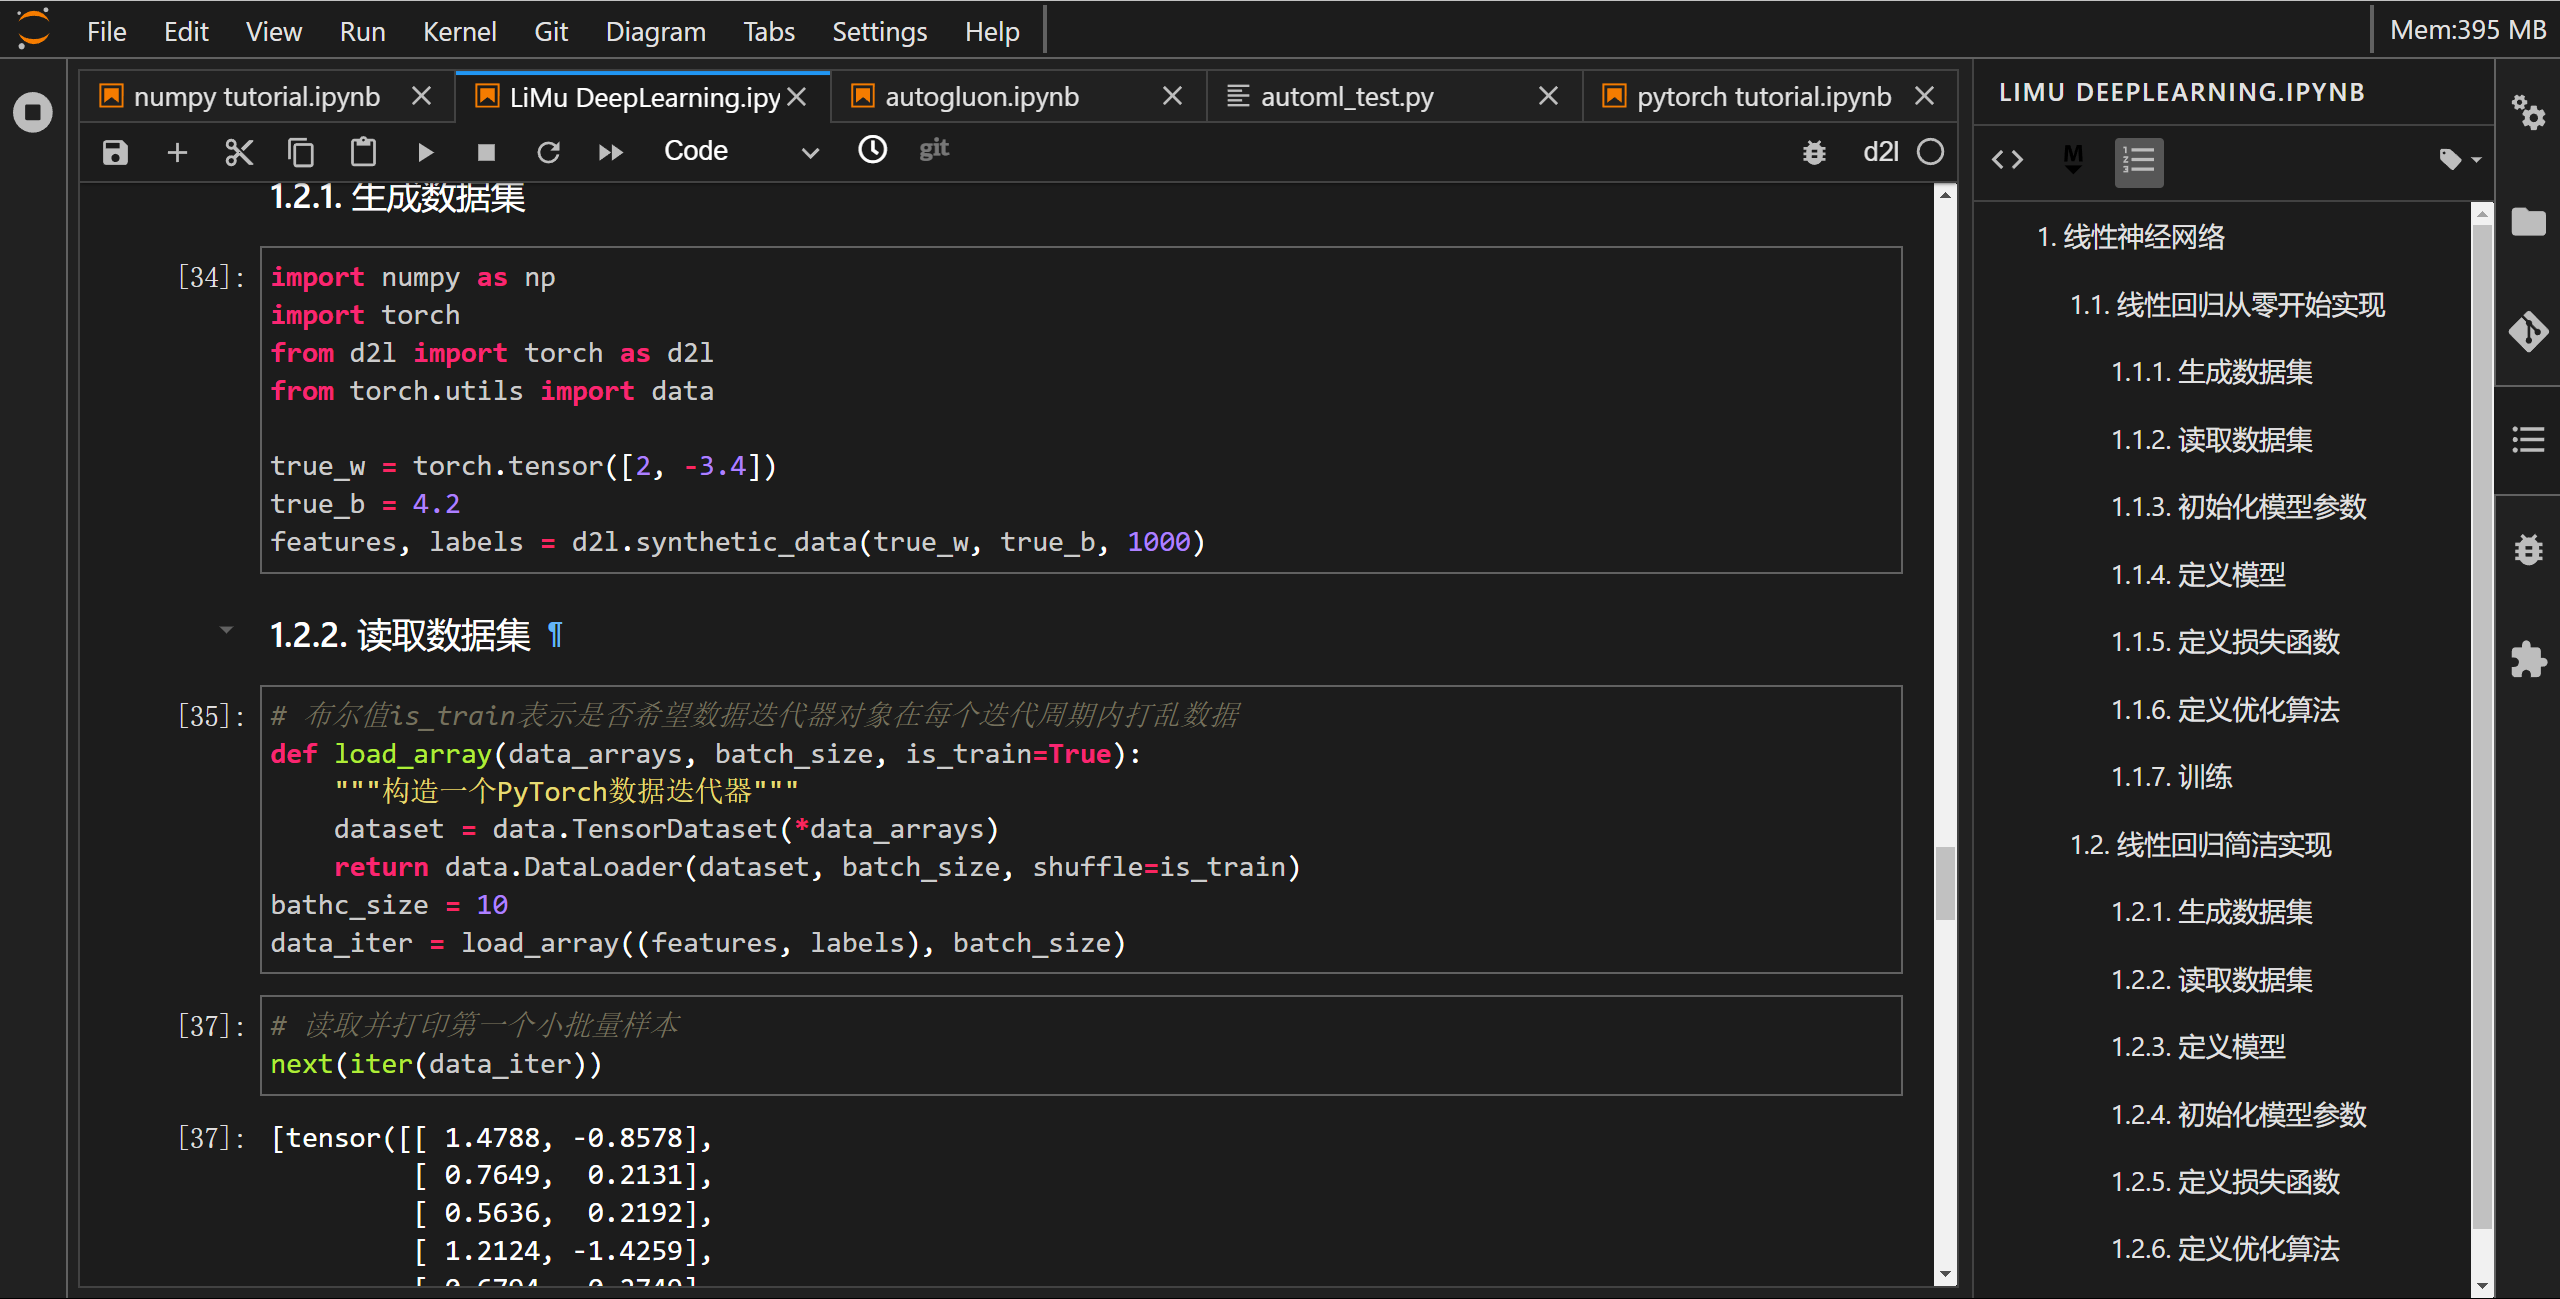 File Edit View Run Kernel Git Diagram Tabs Settings Help
Mem:395 MB
numpy tutorial.ipynb
LiMu DeepLearning.ipy
autogluon.ipynb
automl_test.py
pytorch tutorial.ipynb
Code
git
d2l
1.2.1. 生成数据集
[34]:
import numpy as np
import torch
from d2l import torch as d2l
from torch.utils import data
true_w = torch.tensor([2, -3.4])
true_b = 4.2
features, labels = d2l.synthetic_data(true_w, true_b, 1000)
1.2.2. 读取数据集 ¶
[35]:
# 布尔值is_train表示是否希望数据迭代器对象在每个迭代周期内打乱数据
def load_array(data_arrays, batch_size, is_train=True):
"""构造一个PyTorch数据迭代器"""
dataset = data.TensorDataset(*data_arrays)
return data.DataLoader(dataset, batch_size, shuffle=is_train)
bathc_size = 10
data_iter = load_array((features, labels), batch_size)
[37]:
# 读取并打印第一个小批量样本
next(iter(data_iter))
[37]:
[tensor([[ 1.4788, -0.8578],
[ 0.7649, 0.2131],
[ 0.5636, 0.2192],
[ 1.2124, -1.4259],
LIMU DEEPLEARNING.IPYNB
M
1. 线性神经网络
1.1. 线性回归从零开始实现
1.1.1. 生成数据集
1.1.2. 读取数据集
1.1.3. 初始化模型参数
1.1.4. 定义模型
1.1.5. 定义损失函数
1.1.6. 定义优化算法
1.1.7. 训练
1.2. 线性回归简洁实现
1.2.1. 生成数据集
1.2.2. 读取数据集
1.2.3. 定义模型
1.2.4. 初始化模型参数
1.2.5. 定义损失函数
1.2.6. 定义优化算法